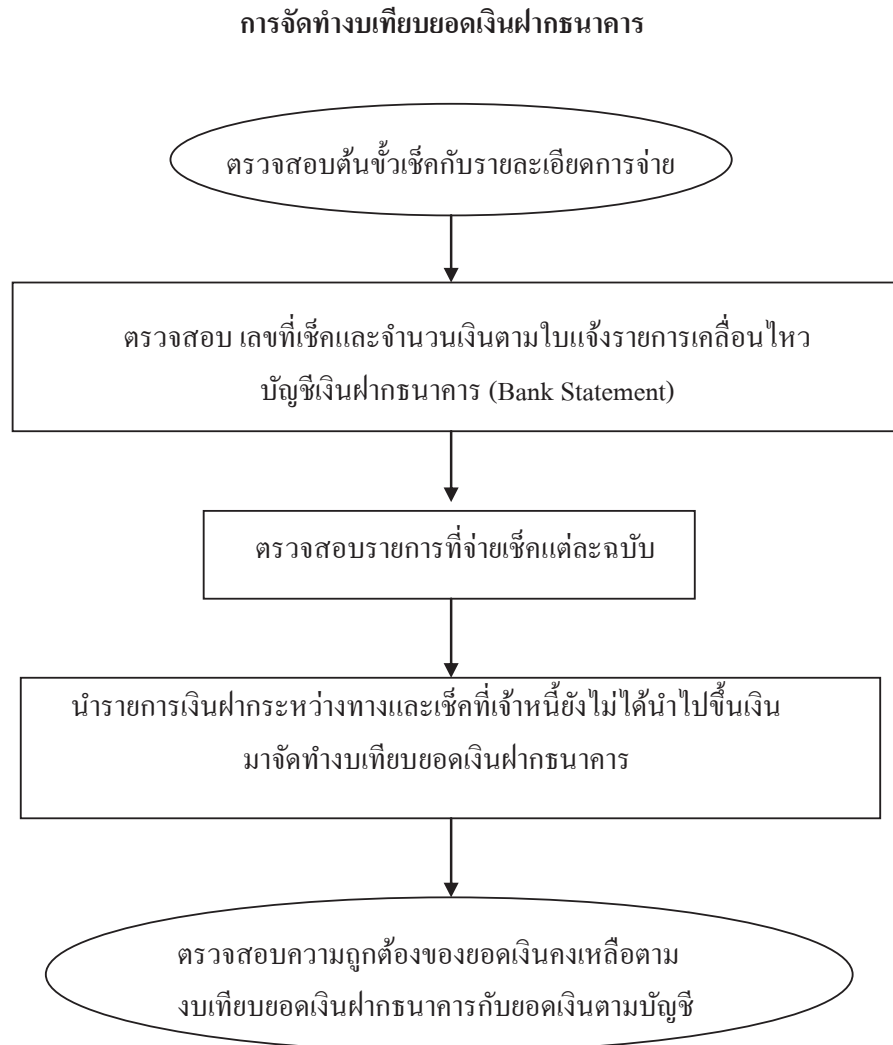 การจัดทำงบเทียบยอดเงินฝากธนาคาร
ตรวจสอบต้นขั้วเช็คกับรายละเอียดการจ่าย
ตรวจสอบ เลขที่เช็คและจำนวนเงินตามใบแจ้งรายการเคลื่อนไหว
บัญชีเงินฝากธนาคาร (Bank Statement)
ตรวจสอบรายการที่จ่ายเช็คแต่ละฉบับ
นำรายการเงินฝากระหว่างทางและเช็คที่เจ้าหนี้ยังไม่ได้นำไปขึ้นเงิน
มาจัดทำงบเทียบยอดเงินฝากธนาคาร
ตรวจสอบความถูกต้องของยอดเงินคงเหลือตาม
งบเทียบยอดเงินฝากธนาคารกับยอดเงินตามบัญชี